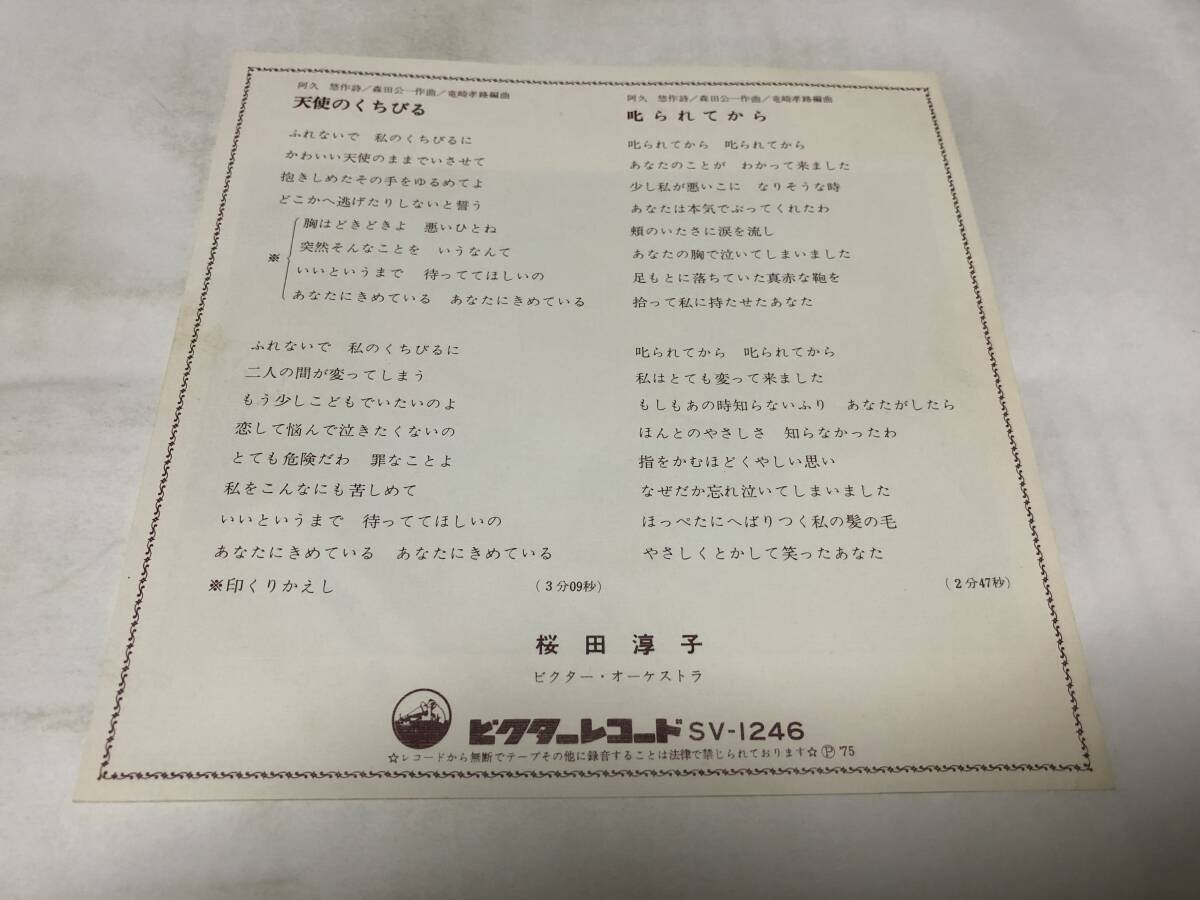 阿久 悠作詩／森田公一作曲／竜崎孝路編曲
天使のくちびる
ふれないで 私のくちびるに
かわいい天使のままでいさせて
抱きしめたその手をゆるめてよ
どこかへ逃げたりしないと誓う
※
胸はどきどきよ 悪いひとね
突然そんなことを いうなんて
いいというまで 待っててほしいの
あなたにきめている あなたにきめている
ふれないで 私のくちびるに
二人の間が変ってしまう
もう少しこどもでいたいのよ
恋して悩んで泣きたくないの
とても危険だわ 罪なことよ
私をこんなにも苦しめて
いいというまで 待っててほしいの
あなたにきめている あなたにきめている
※印くりかえし
(3分09秒)
阿久 悠作詩／森田公一作曲／竜崎孝路編曲
叱られてから
叱られてから 叱られてから
あなたのことが わかって来ました
少し私が悪いこに なりそうな時
あなたは本気でぶってくれたわ
頬のいたさに涙を流し
あなたの胸で泣いてしまいました
足もとに落ちていた真赤な鞄を
拾って私に持たせたあなた
叱られてから 叱られてから
私はとても変って来ました
もしもあの時知らないふり あなたがしたら
ほんとのやさしさ 知らなかったわ
指をかむほどくやしい思い
なぜだか忘れ泣いてしまいました
ほっぺたにへばりつく私の髪の毛
やさしくとかして笑ったあなた
(2分47秒)
桜田淳子
ビクター・オーケストラ
ビクターレコード SV-1246
☆レコードから無断でテープその他に録音することは法律で禁じられております☆ Ⓟ75